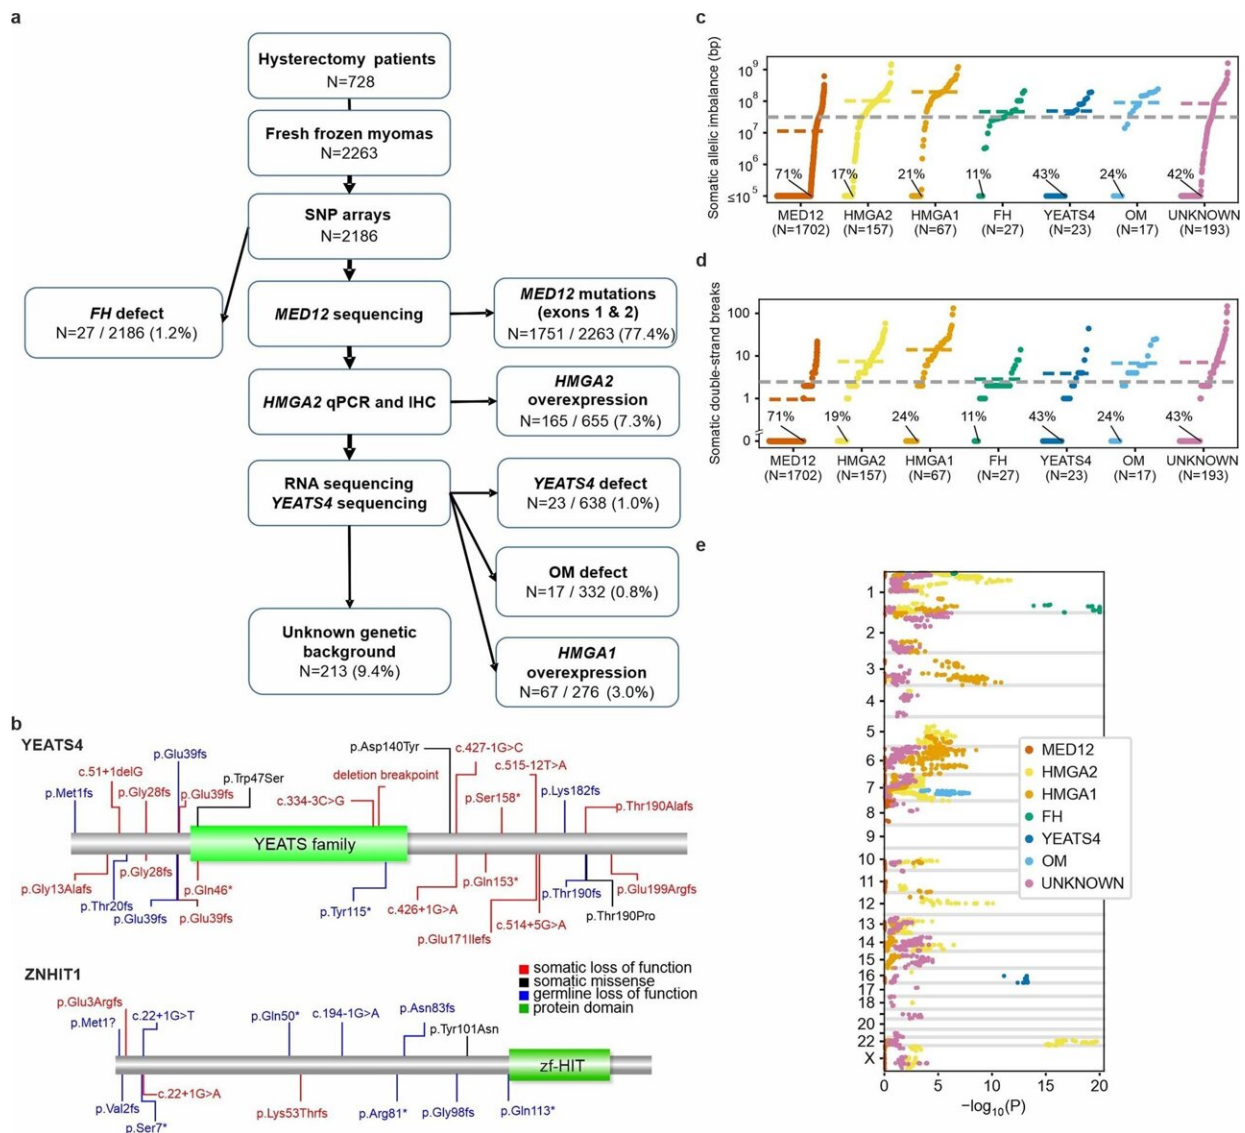 a
Hysterectomy patients
N=728
Fresh frozen myomas
N=2263
SNP arrays
N=2186
FH defect
N=27 / 2186 (1.2%)
MED12 sequencing
MED12 mutations
(exons 1 & 2)
N=1751 / 2263 (77.4%)
HMGA2 qPCR and IHC
HMGA2
overexpression
N=165 / 655 (7.3%)
RNA sequencing
YEATS4 sequencing
YEATS4 defect
N=23 / 638 (1.0%)
OM defect
N=17 / 332 (0.8%)
Unknown genetic
background
N=213 (9.4%)
HMGA1
overexpression
N=67 / 276 (3.0%)
b
YEATS4
p.Met1fs
c.51+1delG
p.Gly28fs
p.Glu39fs
p.Glu39fs
p.Trp47Ser
c.334-3C>G
deletion breakpoint
p.Asp140Tyr
c.427-1G>C
p.Ser158*
c.515-12T>A
p.Lys182fs
p.Thr190Alafs
YEATS family
p.Gly13Alafs
p.Thr20fs
p.Gly28fs
p.Glu39fs
p.Glu39fs
p.Gln46*
p.Tyr115*
c.426+1G>A
p.Gln153*
p.Glu171Ilefs
c.514+5G>A
p.Thr190fs
p.Thr190Pro
p.Glu199Argfs
ZNHIT1
somatic loss of function
somatic missense
germline loss of function
protein domain
p.Glu3Argfs
p.Met1?
c.22+1G>T
p.Gln50*
c.194-1G>A
p.Asn83fs
p.Tyr101Asn
zf-HIT
p.Val2fs
p.Ser7*
c.22+1G>A
p.Lys53Thrfs
p.Arg81*
p.Gly98fs
p.Gln113*
c
Somatic allelic imbalance (bp)
10⁹
10⁸
10⁷
10⁶
≤10⁵
71%
17%
21%
11%
43%
24%
42%
MED12 HMGA2 HMGA1 FH YEATS4 OM UNKNOWN
(N=1702) (N=157) (N=67) (N=27) (N=23) (N=17) (N=193)
d
Somatic double-strand breaks
100
10
1
0
71%
19%
24%
11%
43%
24%
43%
MED12 HMGA2 HMGA1 FH YEATS4 OM UNKNOWN
(N=1702) (N=157) (N=67) (N=27) (N=23) (N=17) (N=193)
e
1
2
3
4
5
6
7
8
9
10
11
12
13
14
15
16
17
18
20
22
X
MED12
HMGA2
HMGA1
FH
YEATS4
OM
UNKNOWN
0 5 10 15 20
−log₁₀(P)